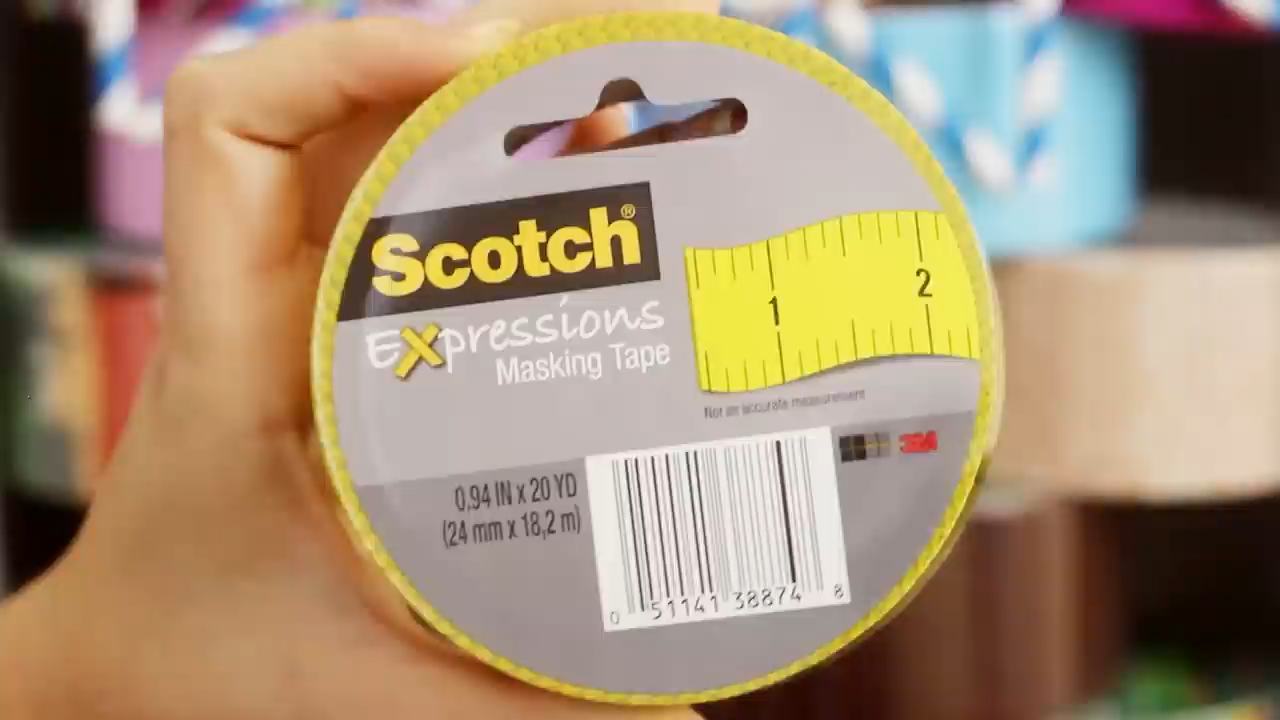 Scotch®
Expressions
Masking Tape
1 2
Not an accurate measurement
3M
0,94 IN x 20 YD
(24 mm x 18,2 m)
0 51141 38874 8